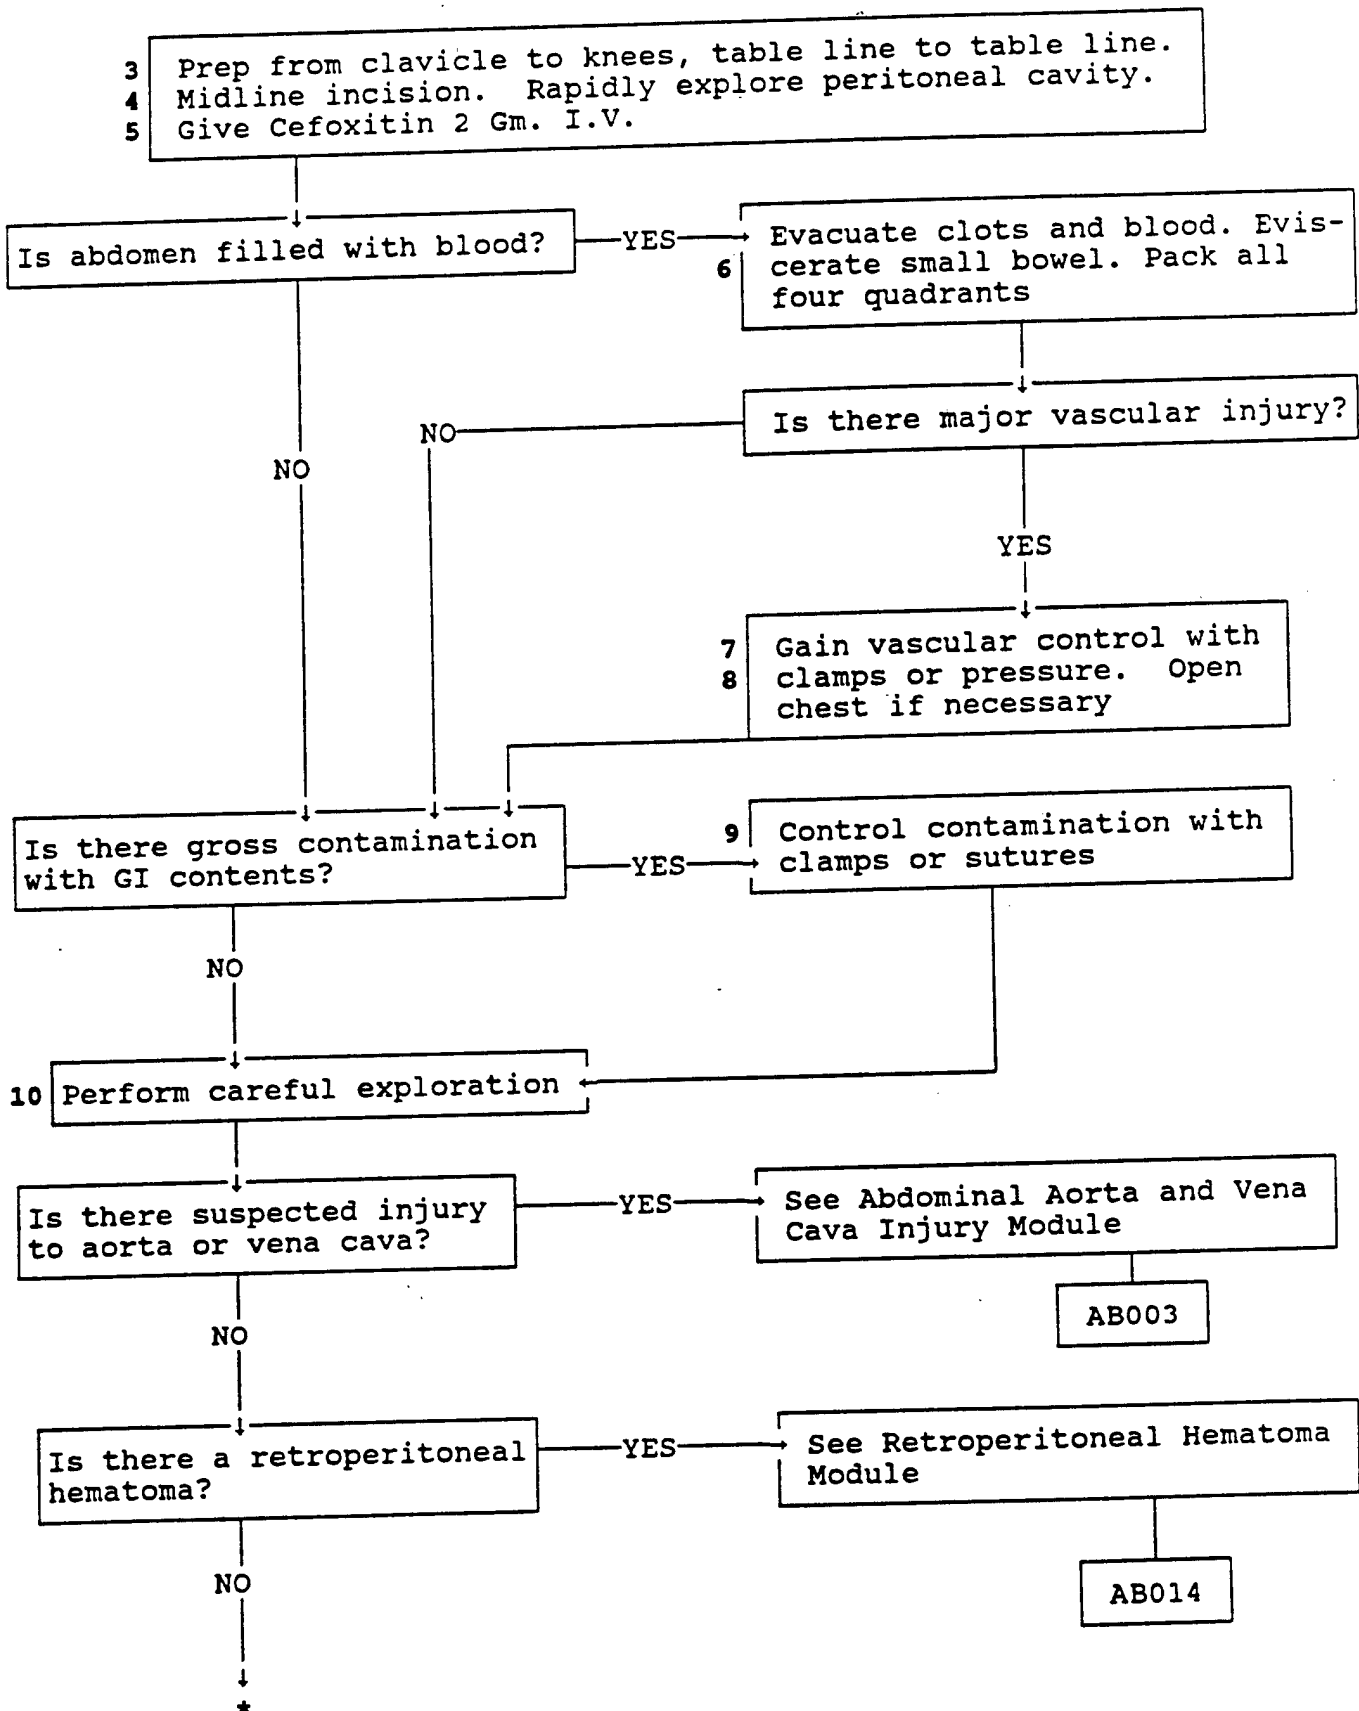 3 Prep from clavicle to knees, table line to table line.
4 Midline incision. Rapidly explore peritoneal cavity.
5 Give Cefoxitin 2 Gm. I.V.
Is abdomen filled with blood?
YES
6
Evacuate clots and blood. Evis-
cerate small bowel. Pack all
four quadrants
NO
Is there major vascular injury?
NO
YES
7 Gain vascular control with
8 clamps or pressure. Open
chest if necessary
Is there gross contamination
with GI contents?
YES
9 Control contamination with
clamps or sutures
NO
10 Perform careful exploration
Is there suspected injury
to aorta or vena cava?
YES
See Abdominal Aorta and Vena
Cava Injury Module
AB003
NO
Is there a retroperitoneal
hematoma?
YES
See Retroperitoneal Hematoma
Module
AB014
NO
*